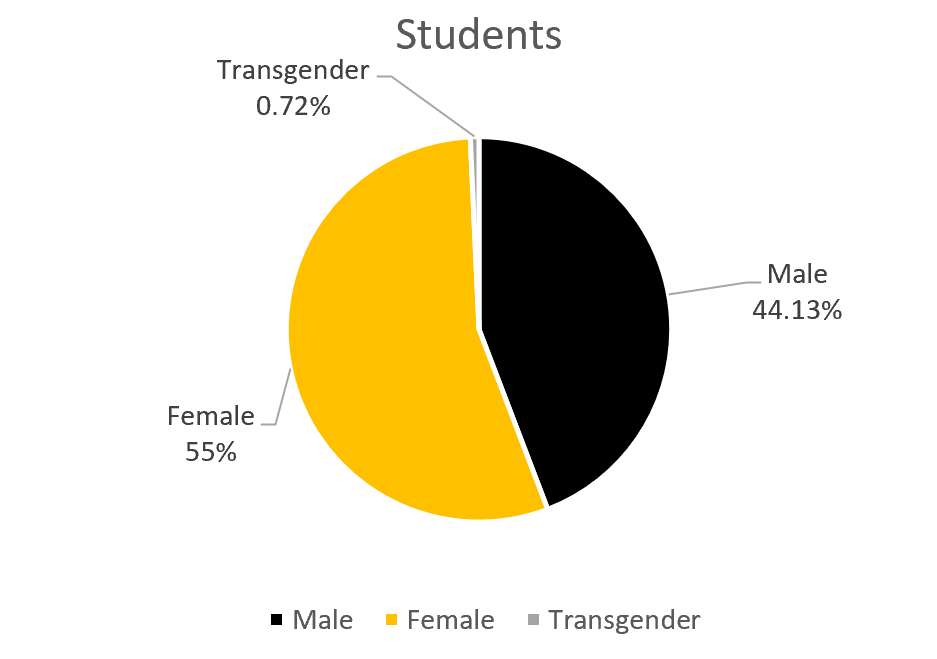 Students
Transgender
0.72%
Male
44.13%
Female
55%
Male Female Transgender